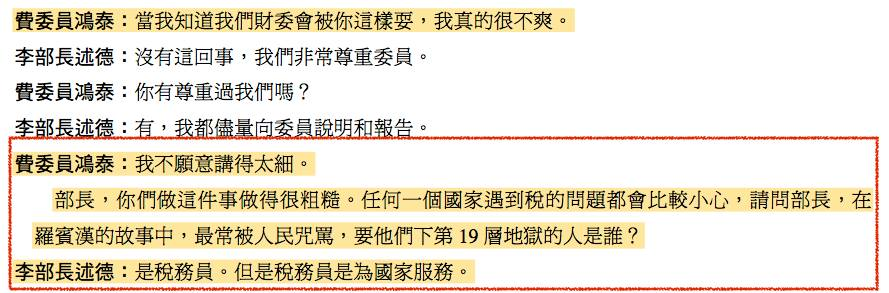 費委員鴻泰：當我知道我們財委會被你這樣耍，我真的很不爽。
李部長述德：沒有這回事，我們非常尊重委員。
費委員鴻泰：你有尊重過我們嗎？
李部長述德：有，我都儘量向委員說明和報告。
費委員鴻泰：我不願意講得太細。
部長，你們做這件事做得很粗糙。任何一個國家遇到稅的問題都會比較小心，請問部長，在
羅賓漢的故事中，最常被人民咒罵，要他們下第 19 層地獄的人是誰？
李部長述德：是稅務員。但是稅務員是為國家服務。